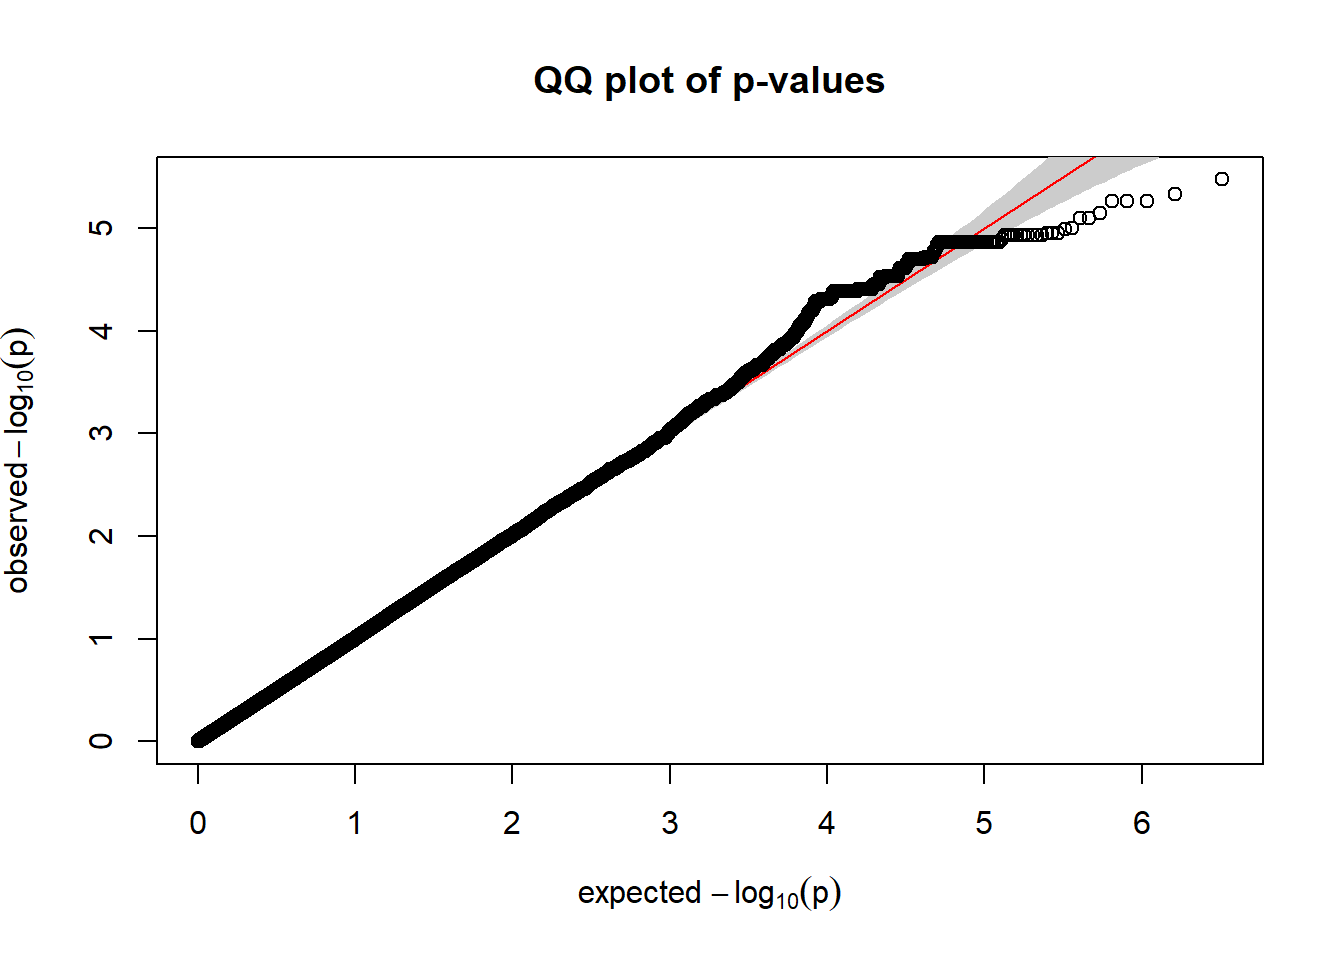 QQ plot of p-values
observed − log₁₀(p)
5
4
3
2
1
0
0 1 2 3 4 5 6
expected − log₁₀(p)